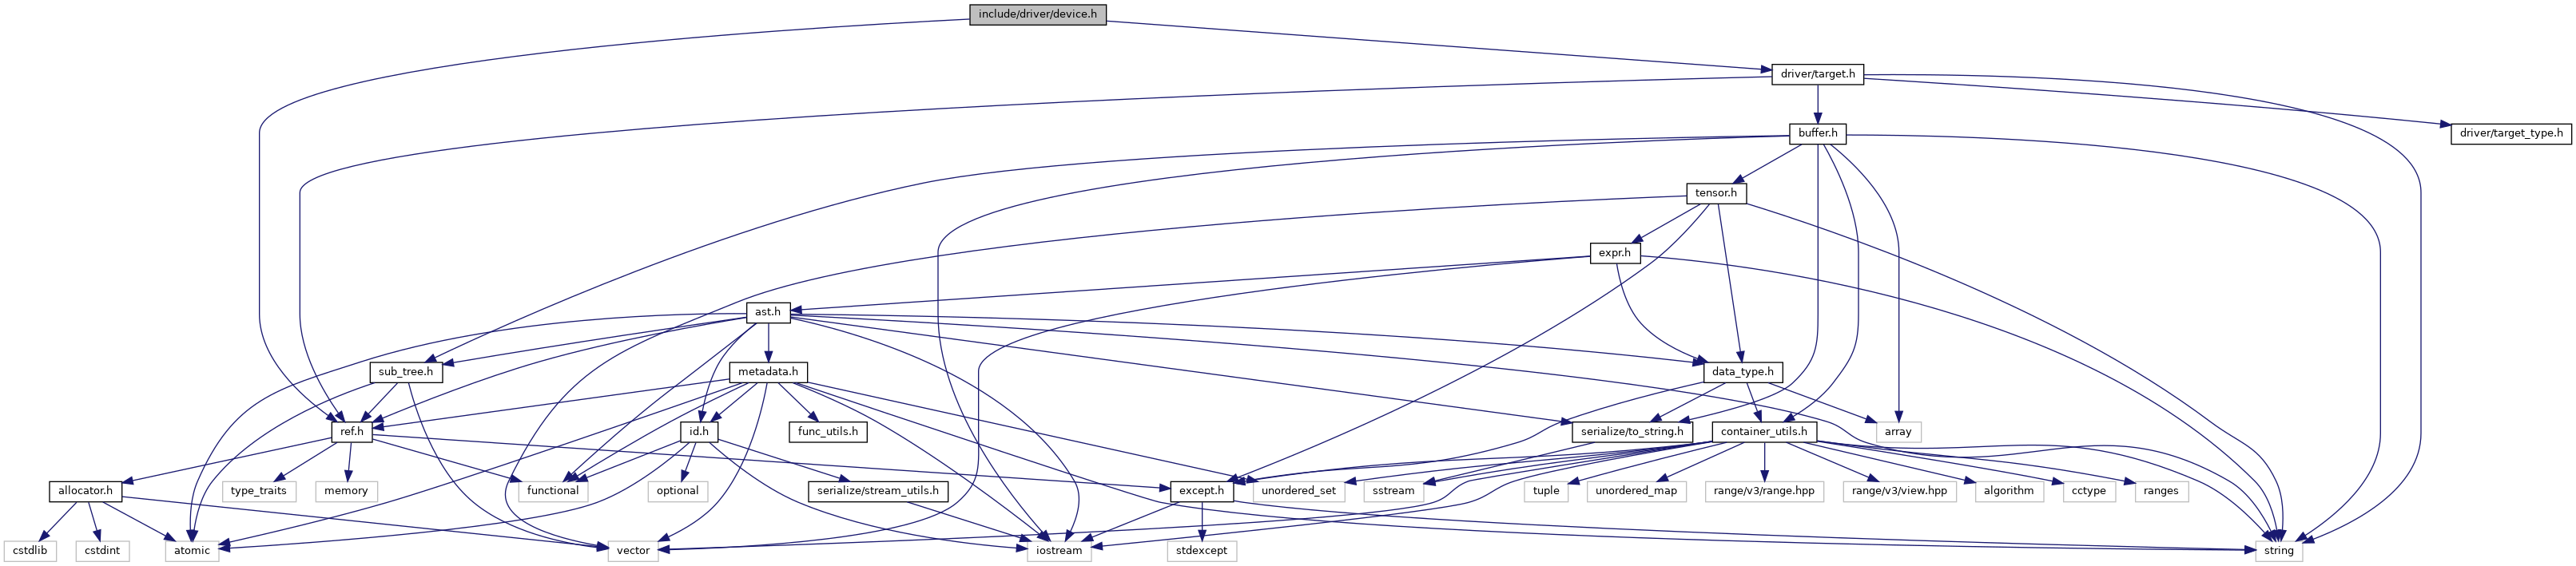 include/driver/device.h
driver/target.h
buffer.h
driver/target_type.h
tensor.h
expr.h
ast.h
sub_tree.h
metadata.h
data_type.h
ref.h
id.h
func_utils.h
serialize/to_string.h
container_utils.h
array
allocator.h
type_traits
memory
functional
optional
serialize/stream_utils.h
except.h
unordered_set
sstream
tuple
unordered_map
range/v3/range.hpp
range/v3/view.hpp
algorithm
cctype
ranges
cstdlib
cstdint
atomic
vector
iostream
stdexcept
string